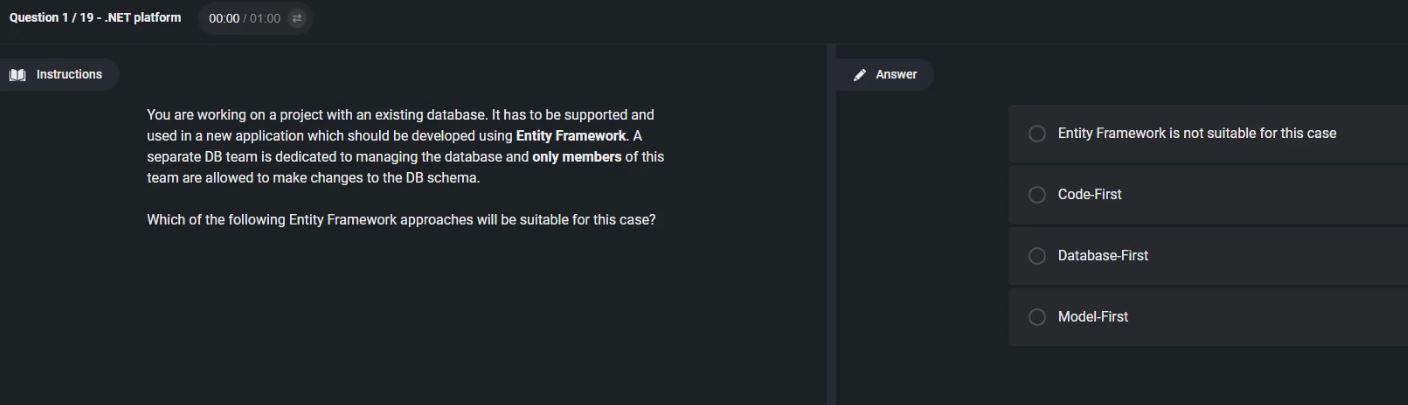 Question 1 / 19 - .NET platform
00:00 / 01:00
Instructions
You are working on a project with an existing database. It has to be supported and
used in a new application which should be developed using Entity Framework. A
separate DB team is dedicated to managing the database and only members of this
team are allowed to make changes to the DB schema.
Which of the following Entity Framework approaches will be suitable for this case?
Answer
Entity Framework is not suitable for this case
Code-First
Database-First
Model-First